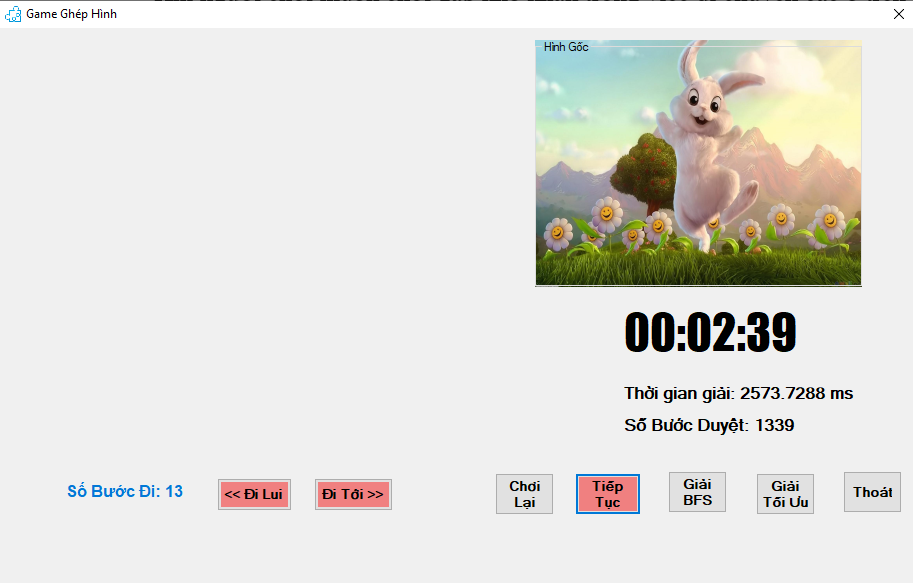 Game Ghép Hình
Hình Gốc
00:02:39
Thời gian giải: 2573.7288 ms
Số Bước Duyệt: 1339
Số Bước Đi: 13
<< Đi Lui
Đi Tới >>
Chơi
Lại
Tiếp
Tục
Giải
BFS
Giải
Tối Ưu
Thoát